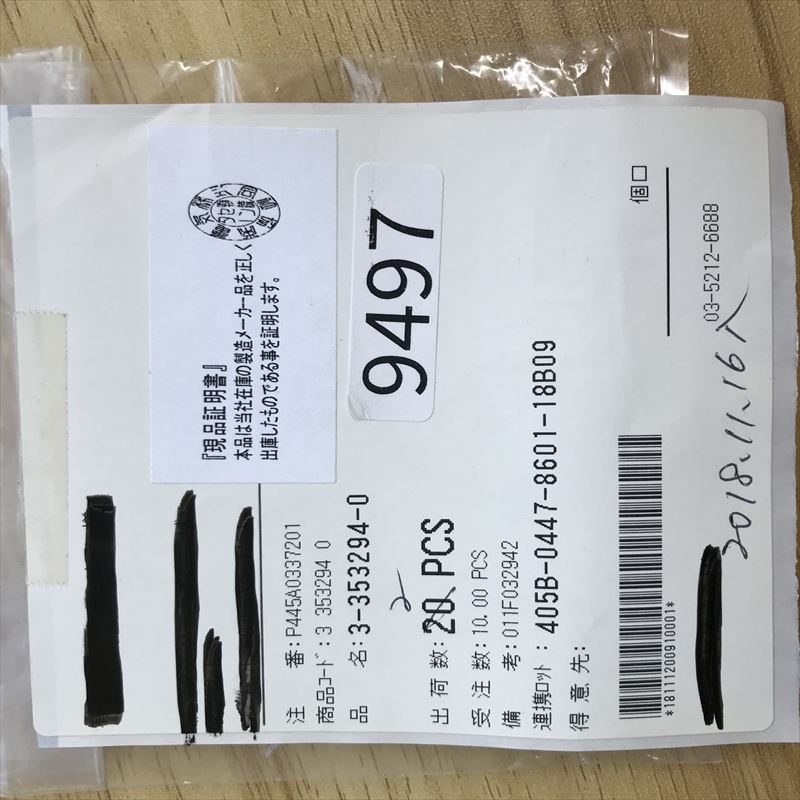 『現品証明書』
本品は当社在庫の製造メーカー品を正しく
出庫したものである事を証明します。
9497
注 番:P445A0337201
商品コード:3 353294 0
品 名:3-353294-0
2
出 荷 数:20 PCS
受 注 数:10.00 PCS
備 考:011F032942
連携ロット:405B-0447-8601-18B09
得 意 先:
個口
*18111200910001*
03-5212-6688
2018.11.16入